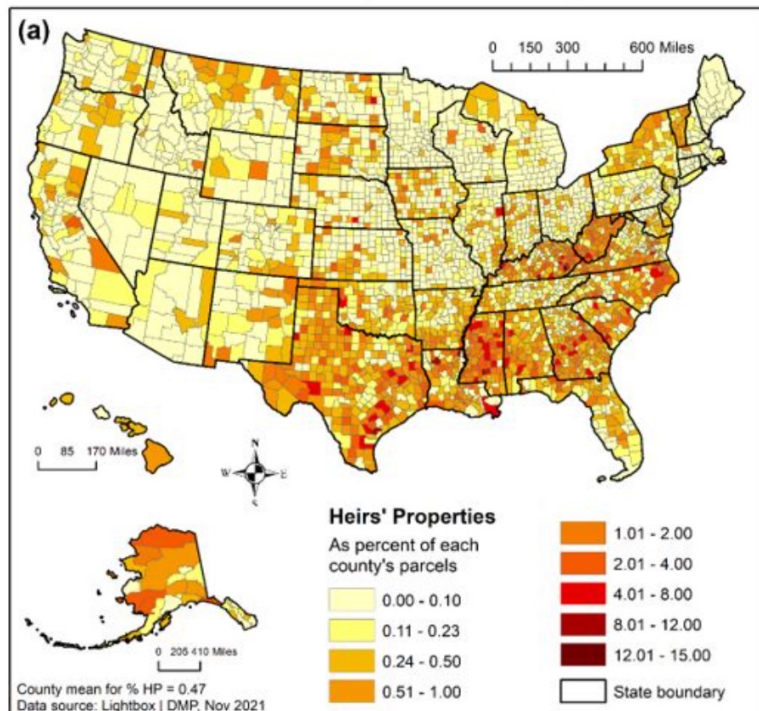 (a)
0 150 300 600 Miles
0 85 170 Miles
N
W E
S
Heirs' Properties
As percent of each
county's parcels
0.00 - 0.10
0.11 - 0.23
0.24 - 0.50
0.51 - 1.00
1.01 - 2.00
2.01 - 4.00
4.01 - 8.00
8.01 - 12.00
12.01 - 15.00
State boundary
0 205 410 Miles
County mean for % HP = 0.47
Data source: Lightbox | DMP, Nov 2021